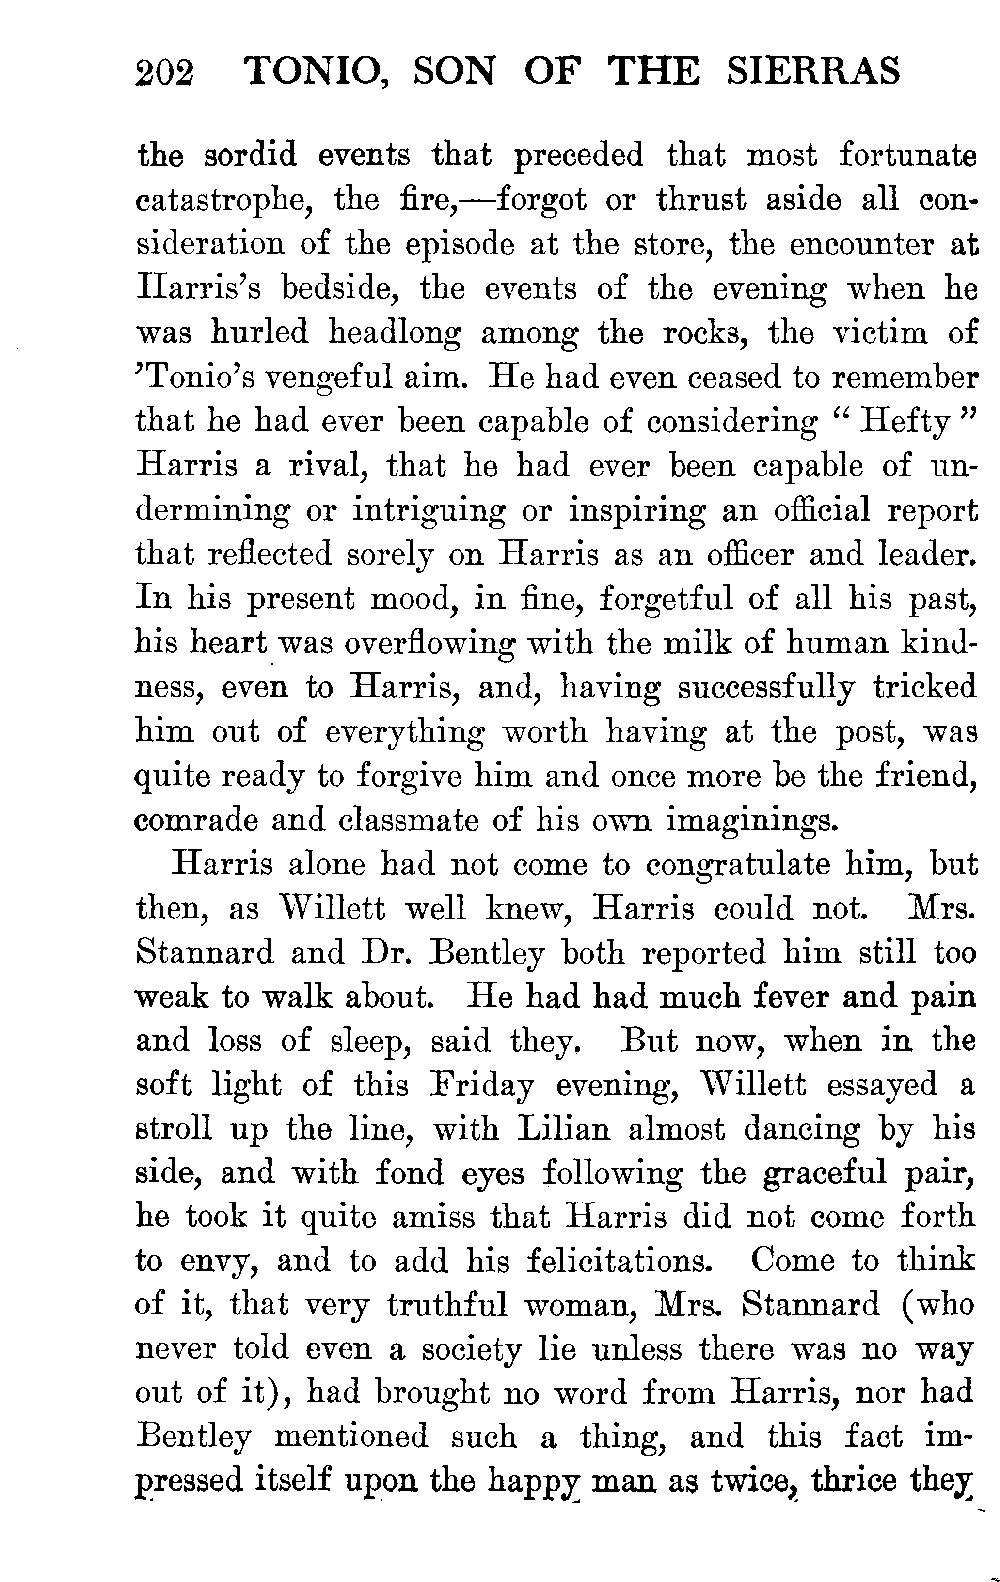 202 TONIO, SON OF THE SIERRAS
the sordid events that preceded that most fortunate
catastrophe, the fire,—forgot or thrust aside all con-
sideration of the episode at the store, the encounter at
Harris's bedside, the events of the evening when he
was hurled headlong among the rocks, the victim of
'Tonio's vengeful aim. He had even ceased to remember
that he had ever been capable of considering “ Hefty ”
Harris a rival, that he had ever been capable of un-
dermining or intriguing or inspiring an official report
that reflected sorely on Harris as an officer and leader.
In his present mood, in fine, forgetful of all his past,
his heart was overflowing with the milk of human kind-
ness, even to Harris, and, having successfully tricked
him out of everything worth having at the post, was
quite ready to forgive him and once more be the friend,
comrade and classmate of his own imaginings.
Harris alone had not come to congratulate him, but
then, as Willett well knew, Harris could not. Mrs.
Stannard and Dr. Bentley both reported him still too
weak to walk about. He had had much fever and pain
and loss of sleep, said they. But now, when in the
soft light of this Friday evening, Willett essayed a
stroll up the line, with Lilian almost dancing by his
side, and with fond eyes following the graceful pair,
he took it quite amiss that Harris did not come forth
to envy, and to add his felicitations. Come to think
of it, that very truthful woman, Mrs. Stannard (who
never told even a society lie unless there was no way
out of it), had brought no word from Harris, nor had
Bentley mentioned such a thing, and this fact im-
pressed itself upon the happy man as twice, thrice they